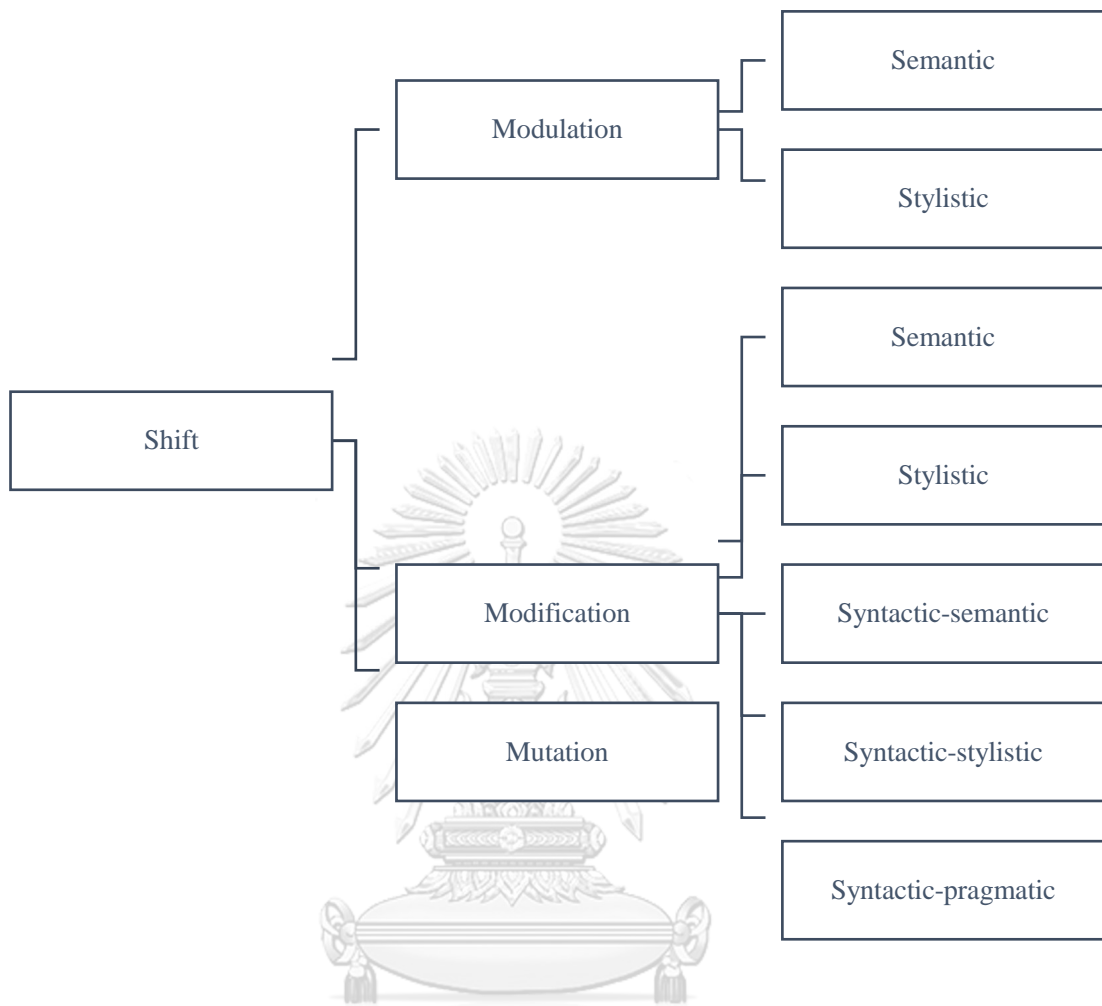 Semantic
Modulation
Stylistic
Semantic
Shift
Stylistic
Modification
Syntactic-semantic
Mutation
Syntactic-stylistic
Syntactic-pragmatic